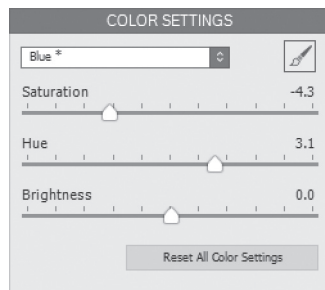 COLOR SETTINGS
Blue *
Saturation -4.3
Hue 3.1
Brightness 0.0
Reset All Color Settings